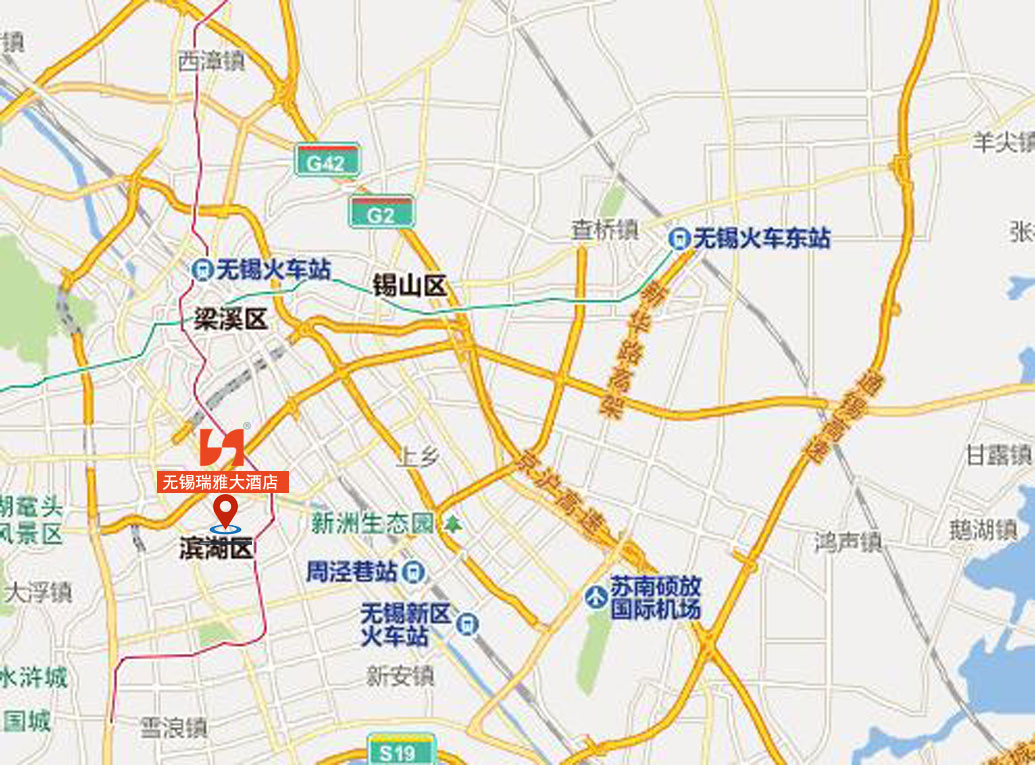 镇
西漳镇
G42
羊尖镇
G2
查桥镇
无锡火车东站
张
无锡火车站
锡山区
梁溪区
新华路高架
通锡高速
®
上乡
京沪高速
甘露镇
无锡瑞雅大酒店
湖鼋头
风景区
新洲生态园
鹅湖镇
滨湖区
鸿声镇
周泾巷站
大浮镇
苏南硕放
国际机场
无锡新区
火车站
水浒城
新安镇
国城
雪浪镇
S19